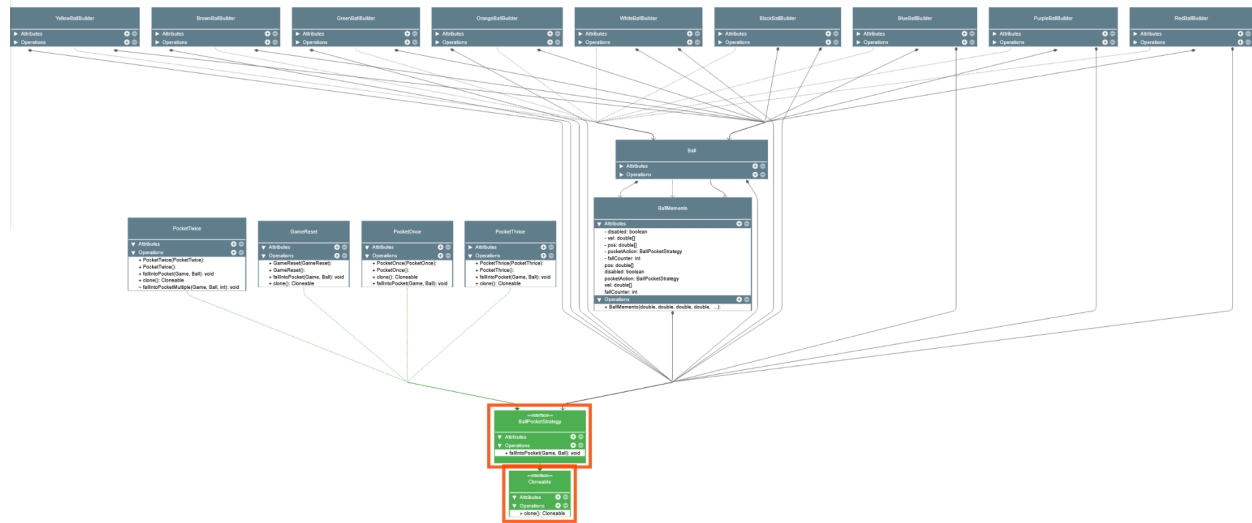 YellowBallBuilder
▶ Attributes
▶ Operations
BrownBallBuilder
▶ Attributes
▶ Operations
GreenBallBuilder
▶ Attributes
▶ Operations
OrangeBallBuilder
▶ Attributes
▶ Operations
WhiteBallBuilder
▶ Attributes
▶ Operations
BlackBallBuilder
▶ Attributes
▶ Operations
BlueBallBuilder
▶ Attributes
▶ Operations
PurpleBallBuilder
▶ Attributes
▶ Operations
RedBallBuilder
▶ Attributes
▶ Operations
Ball
▶ Attributes
▶ Operations
BallMemento
▼ Attributes
- disabled: boolean
- vel: double[]
- pos: double[]
- pocketAction: BallPocketStrategy
- fallCounter: int
pos: double[]
disabled: boolean
pocketAction: BallPocketStrategy
vel: double[]
fallCounter: int
▼ Operations
+ BallMemento(double, double, double, double, ...):
PocketTwice
▼ Attributes
▼ Operations
+ PocketTwice(PocketTwice):
+ PocketTwice():
+ fallIntoPocket(Game, Ball): void
+ clone(): Cloneable
~ fallIntoPocketMultiple(Game, Ball, int): void
GameReset
▼ Attributes
▼ Operations
+ GameReset(GameReset):
+ GameReset():
+ fallIntoPocket(Game, Ball): void
+ clone(): Cloneable
PocketOnce
▼ Attributes
▼ Operations
+ PocketOnce(PocketOnce):
+ PocketOnce():
+ clone(): Cloneable
+ fallIntoPocket(Game, Ball): void
PocketThrice
▶ Attributes
▼ Operations
+ PocketThrice(PocketThrice):
+ PocketThrice():
+ fallIntoPocket(Game, Ball): void
+ clone(): Cloneable
<<interface>>
BallPocketStrategy
▼ Attributes
▼ Operations
+ fallIntoPocket(Game, Ball): void
<<interface>>
Cloneable
▼ Attributes
▼ Operations
+ clone(): Cloneable